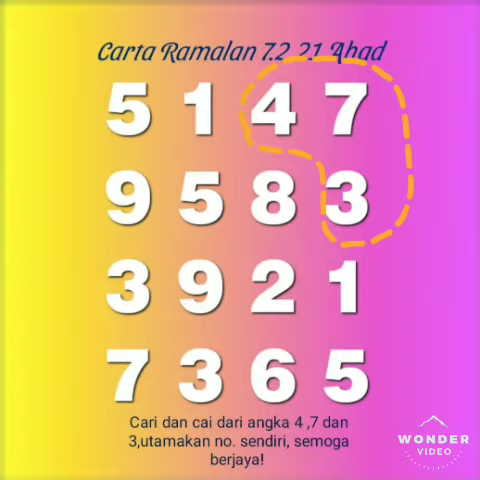 Carta Ramalan 7.2 21 Ahad
5 1 4 7
9 5 8 3
3 9 2 1
7 3 6 5
Cari dan cai dari angka 4 ,7 dan
3,utamakan no. sendiri, semoga
berjaya!
WONDER
VIDEO